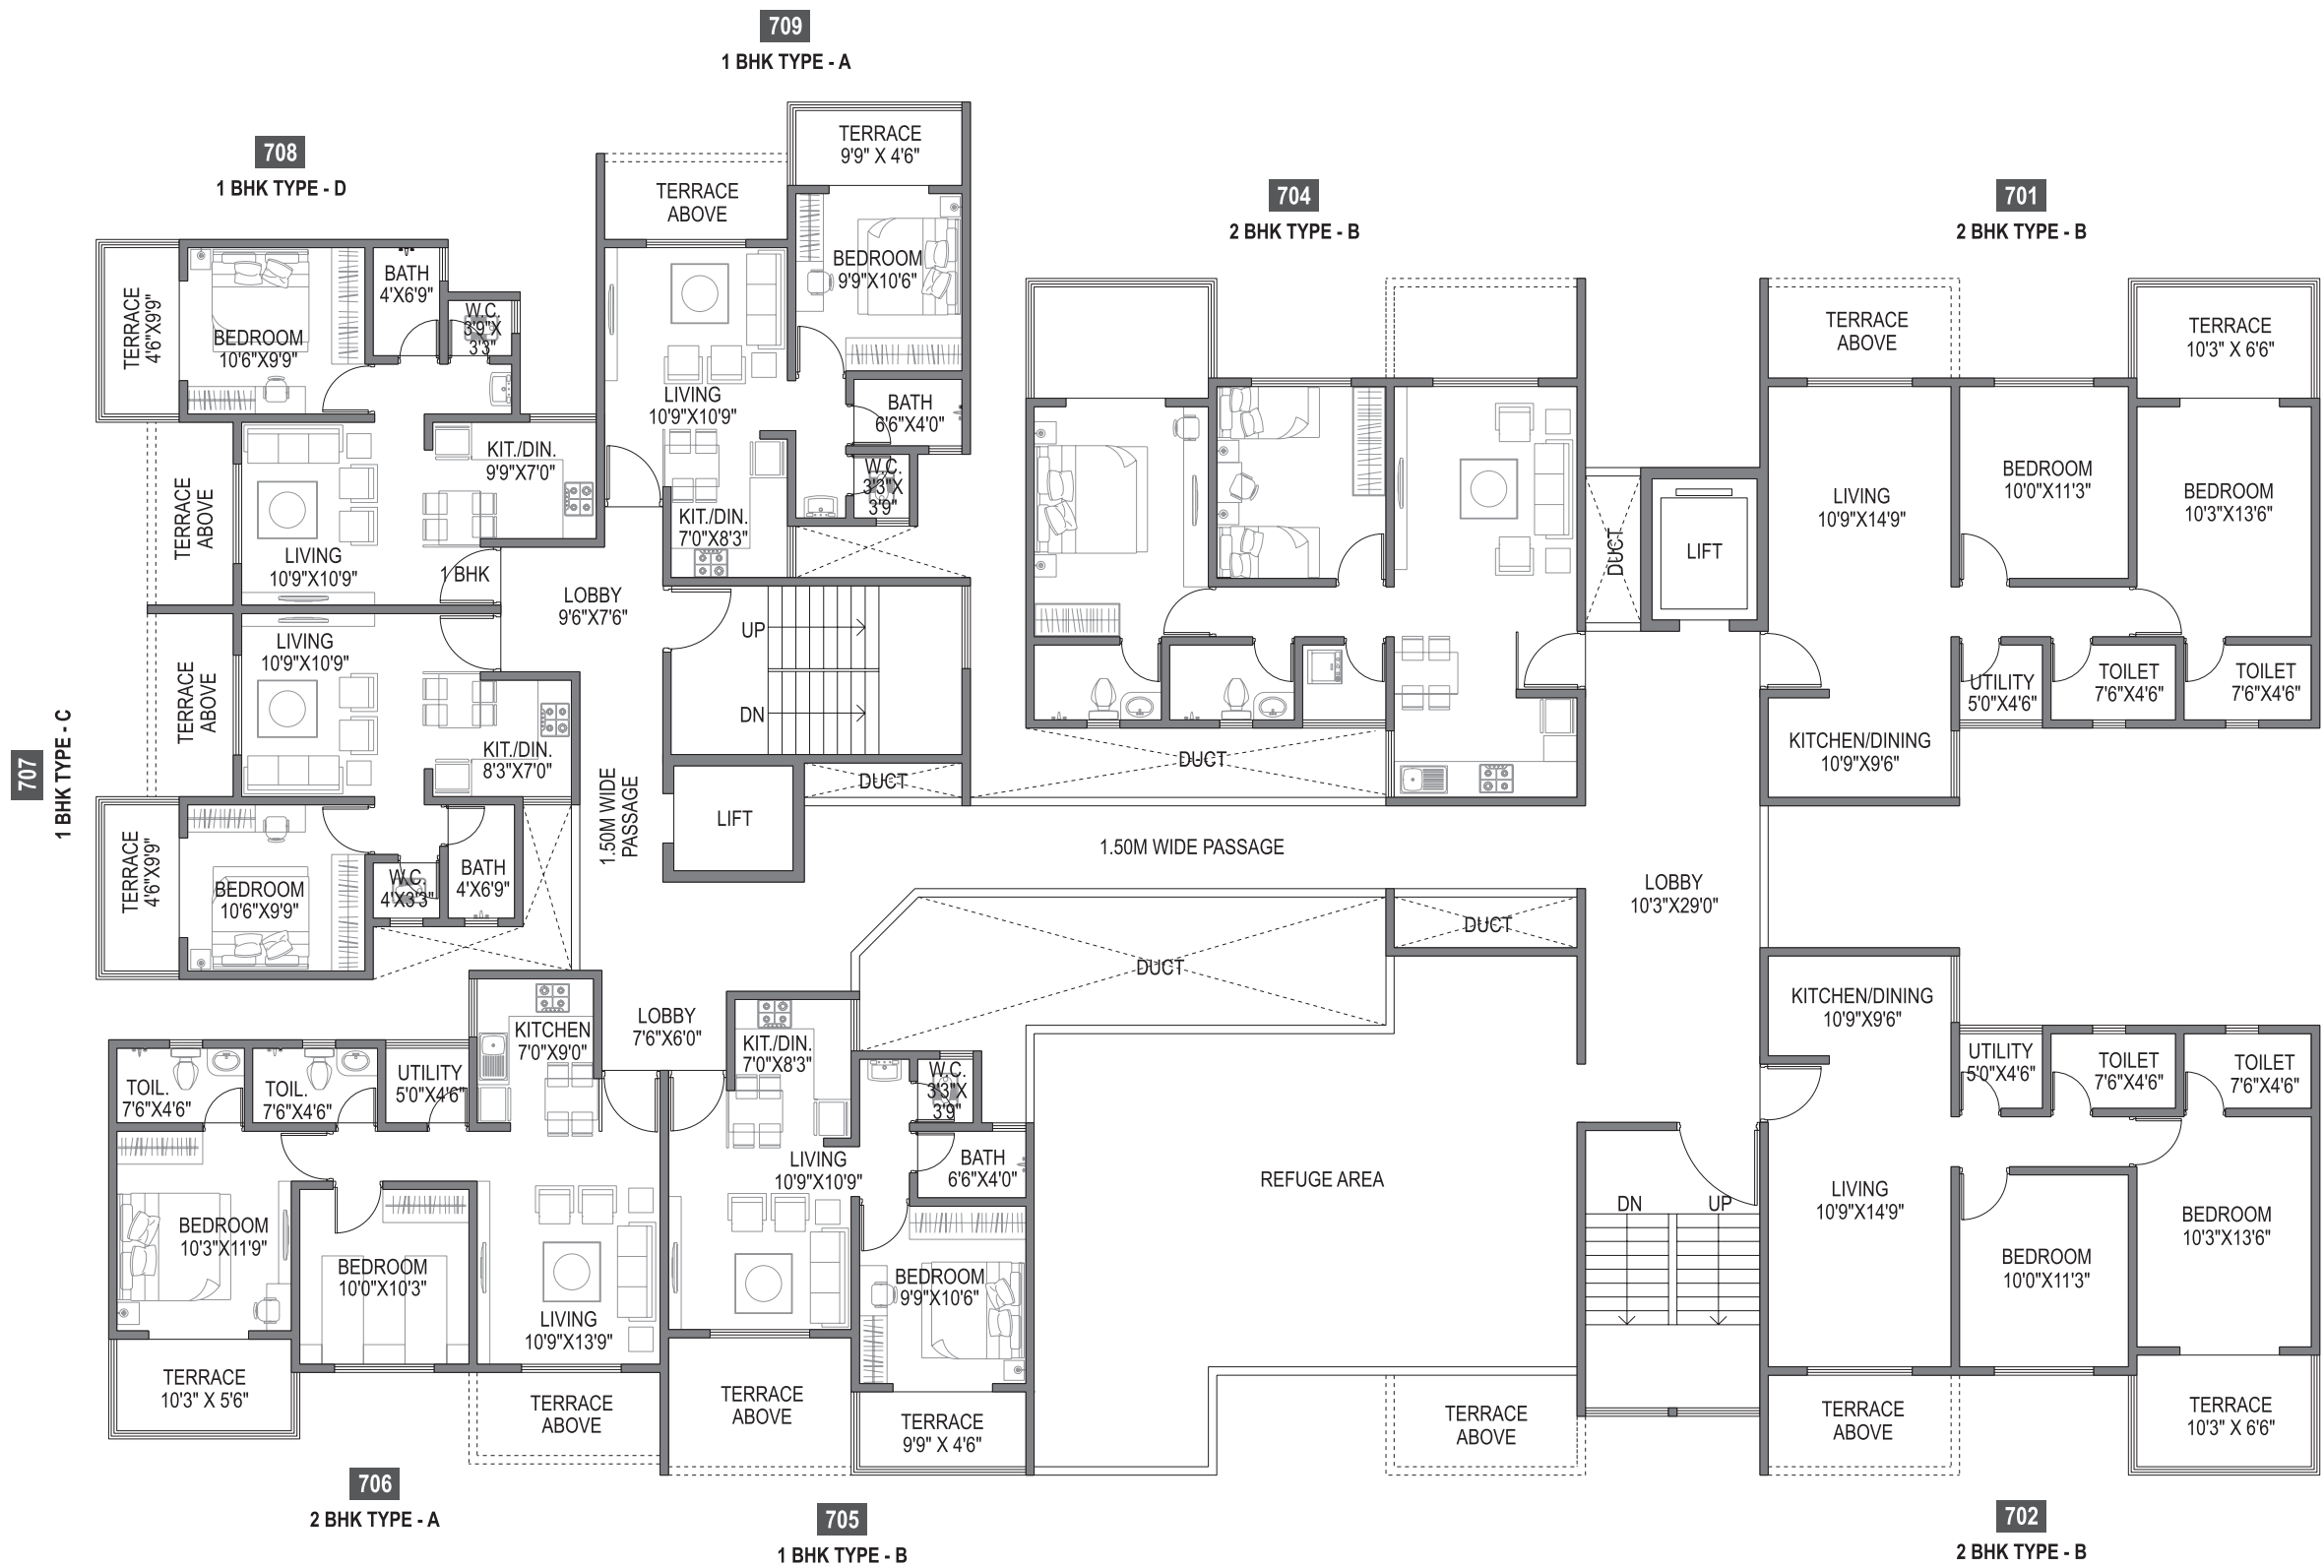 709
1 BHK TYPE - A
TERRACE
9'9" X 4'6"
TERRACE
ABOVE
BEDROOM
9'9"X10'6"
LIVING
10'9"X10'9"
BATH
6'6"X4'0"
W.C.
3'3"X
3'9"
KIT./DIN.
7'0"X8'3"
708
1 BHK TYPE - D
TERRACE
4'6"X9'9"
BEDROOM
10'6"X9'9"
BATH
4'X6'9"
W.C.
3'9"X
3'3"
KIT./DIN.
9'9"X7'0"
TERRACE
ABOVE
LIVING
10'9"X10'9"
1 BHK
LOBBY
9'6"X7'6"
UP
DN
707
1 BHK TYPE - C
TERRACE
ABOVE
LIVING
10'9"X10'9"
KIT./DIN.
8'3"X7'0"
TERRACE
4'6"X9'9"
BEDROOM
10'6"X9'9"
W.C.
4'X3'3"
BATH
4'X6'9"
1.50M WIDE
PASSAGE
LIFT
DUCT
704
2 BHK TYPE - B
DUCT
DUCT
LIFT
1.50M WIDE PASSAGE
701
2 BHK TYPE - B
TERRACE
ABOVE
TERRACE
10'3" X 6'6"
LIVING
10'9"X14'9"
BEDROOM
10'0"X11'3"
BEDROOM
10'3"X13'6"
UTILITY
5'0"X4'6"
TOILET
7'6"X4'6"
TOILET
7'6"X4'6"
KITCHEN/DINING
10'9"X9'6"
LOBBY
10'3"X29'0"
DUCT
DUCT
LOBBY
7'6"X6'0"
KITCHEN
7'0"X9'0"
TOIL.
7'6"X4'6"
TOIL.
7'6"X4'6"
UTILITY
5'0"X4'6"
BEDROOM
10'3"X11'9"
BEDROOM
10'0"X10'3"
LIVING
10'9"X13'9"
TERRACE
10'3" X 5'6"
TERRACE
ABOVE
706
2 BHK TYPE - A
KIT./DIN.
7'0"X8'3"
W.C.
3'3"X
3'9"
LIVING
10'9"X10'9"
BATH
6'6"X4'0"
BEDROOM
9'9"X10'6"
TERRACE
ABOVE
TERRACE
9'9" X 4'6"
705
1 BHK TYPE - B
REFUGE AREA
TERRACE
ABOVE
DN
UP
KITCHEN/DINING
10'9"X9'6"
UTILITY
5'0"X4'6"
TOILET
7'6"X4'6"
TOILET
7'6"X4'6"
LIVING
10'9"X14'9"
BEDROOM
10'0"X11'3"
BEDROOM
10'3"X13'6"
TERRACE
ABOVE
TERRACE
10'3" X 6'6"
702
2 BHK TYPE - B